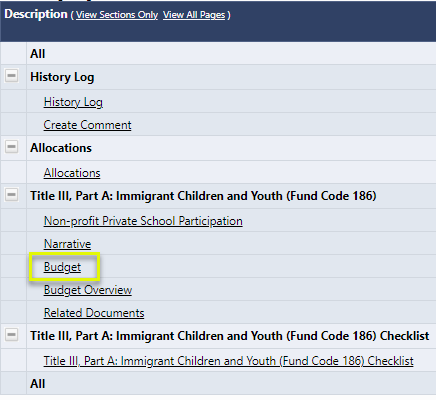 Description ( View Sections Only View All Pages )
All
History Log
History Log
Create Comment
Allocations
Allocations
Title III, Part A: Immigrant Children and Youth (Fund Code 186)
Non-profit Private School Participation
Narrative
Budget
Budget Overview
Related Documents
Title III, Part A: Immigrant Children and Youth (Fund Code 186) Checklist
Title III, Part A: Immigrant Children and Youth (Fund Code 186) Checklist
All